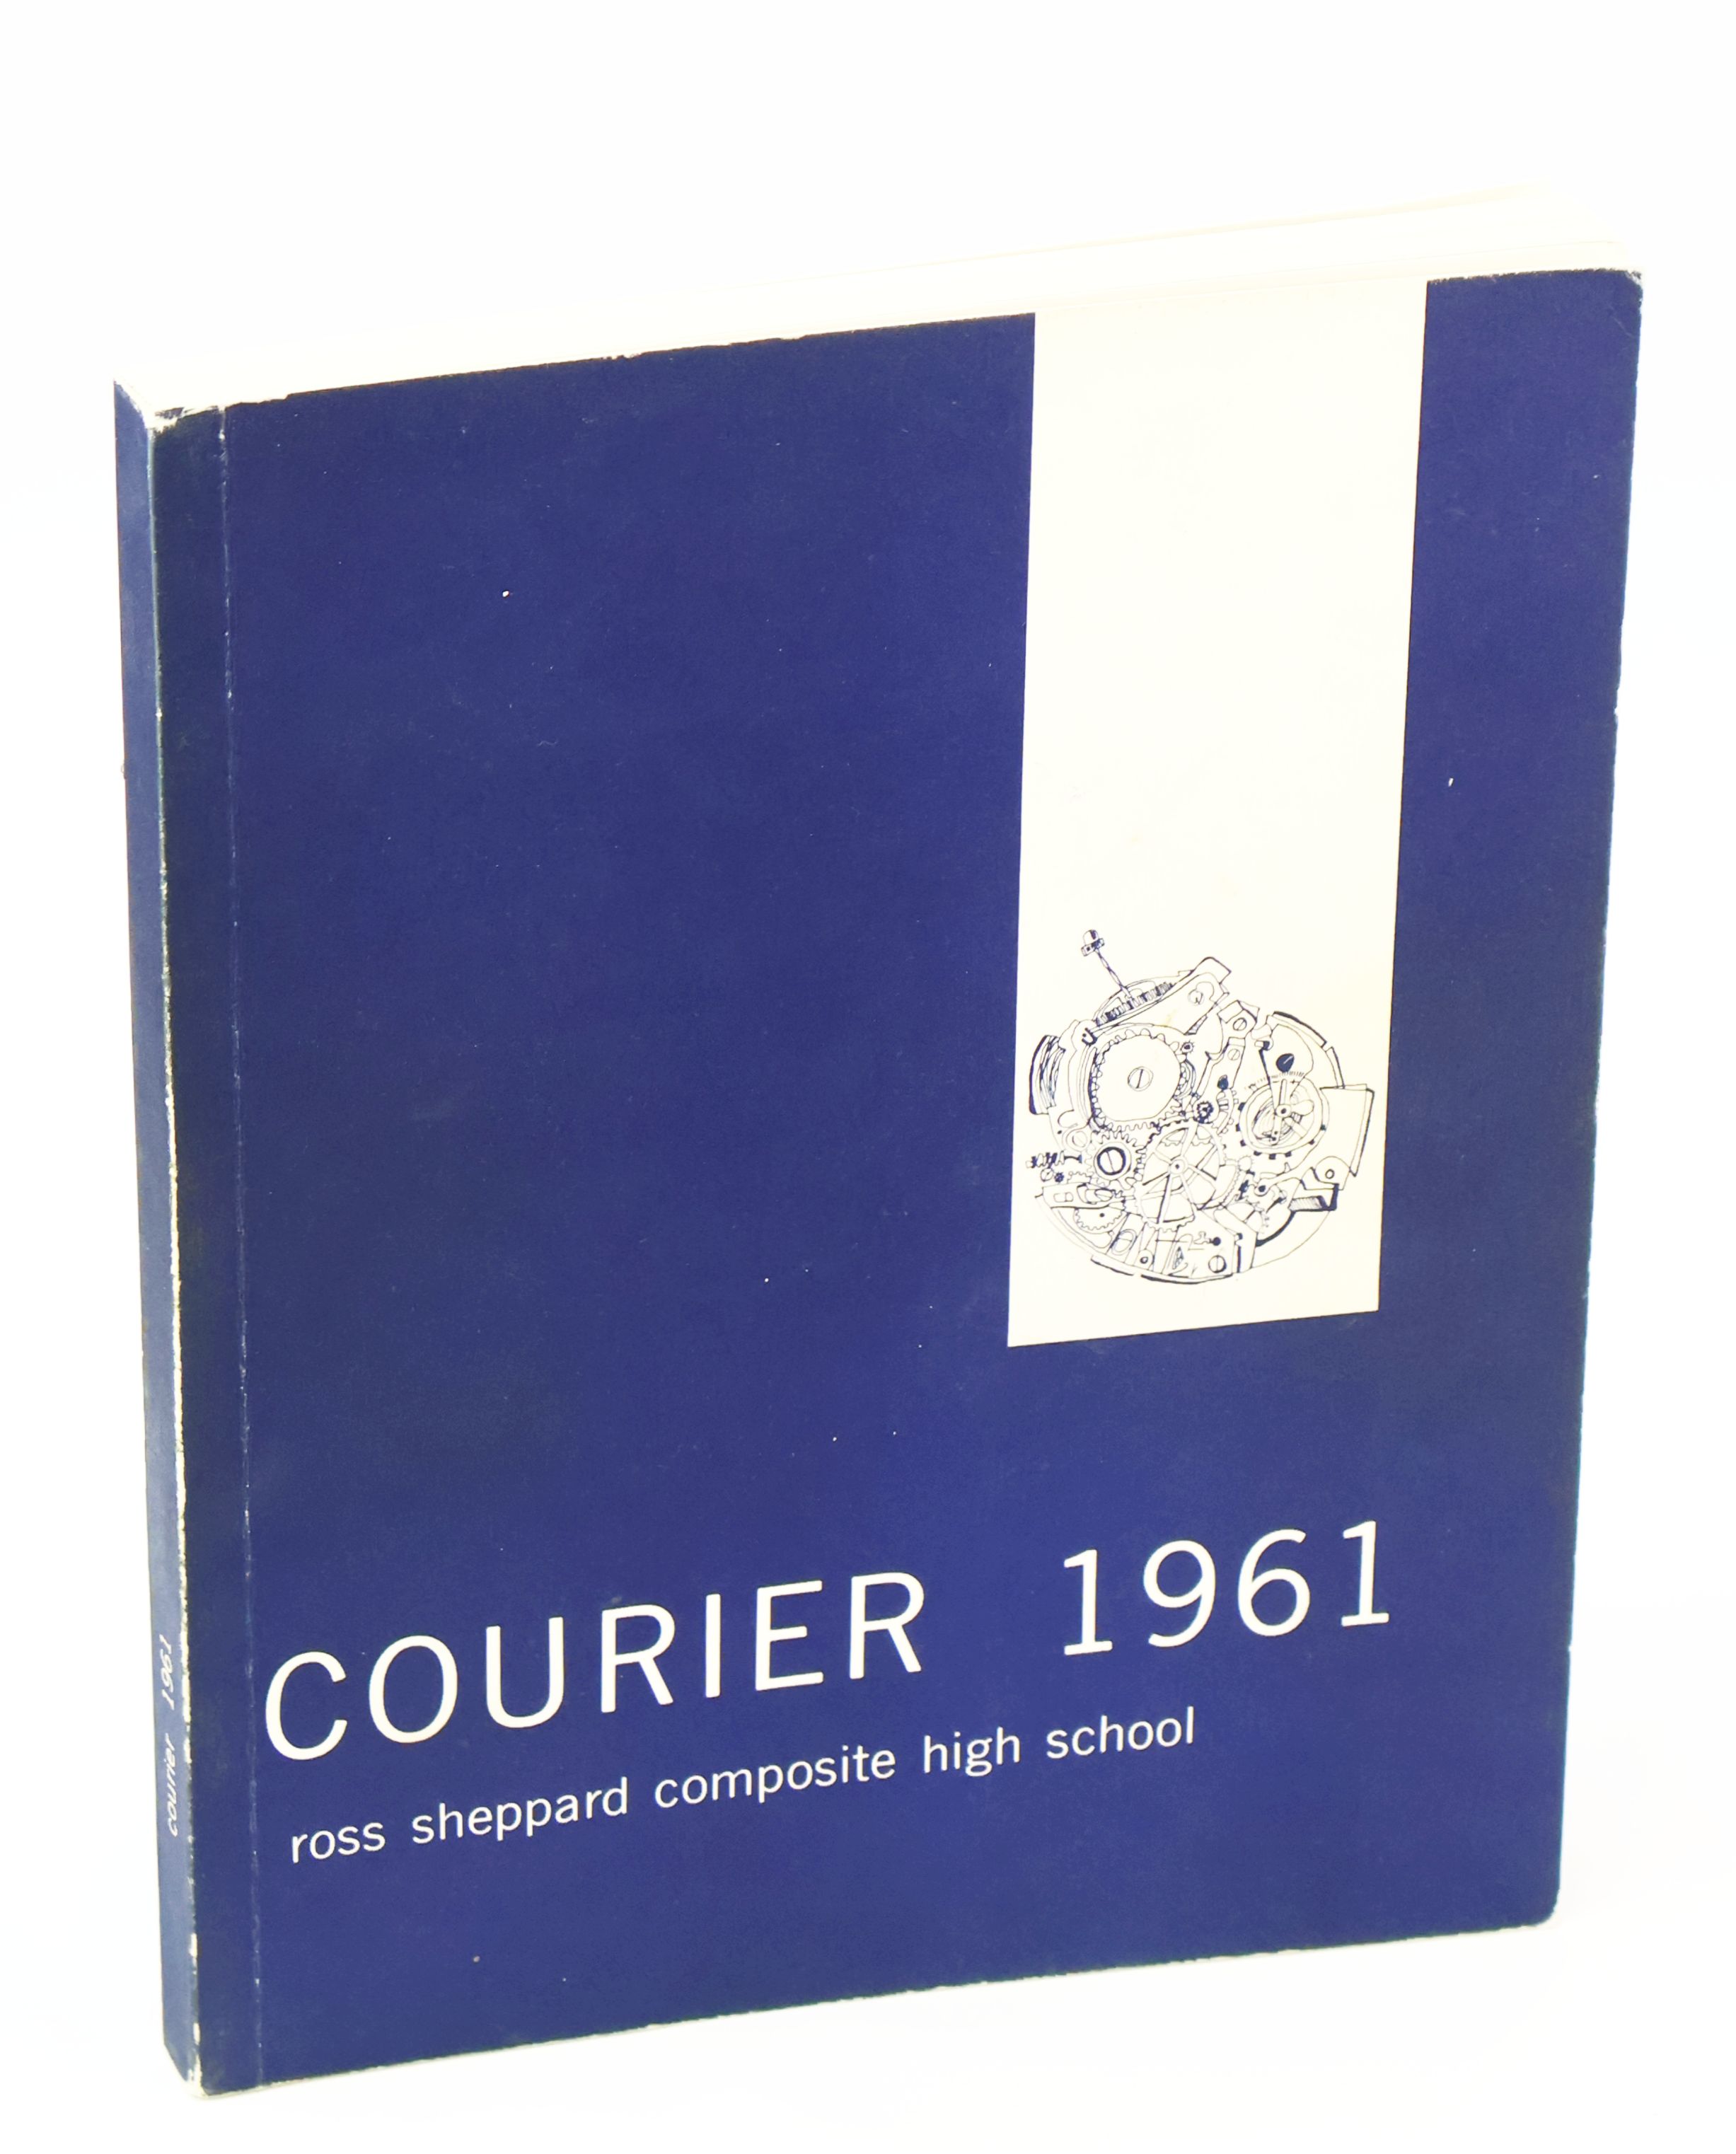 COURIER 1961
ross sheppard composite high school
courier 1961